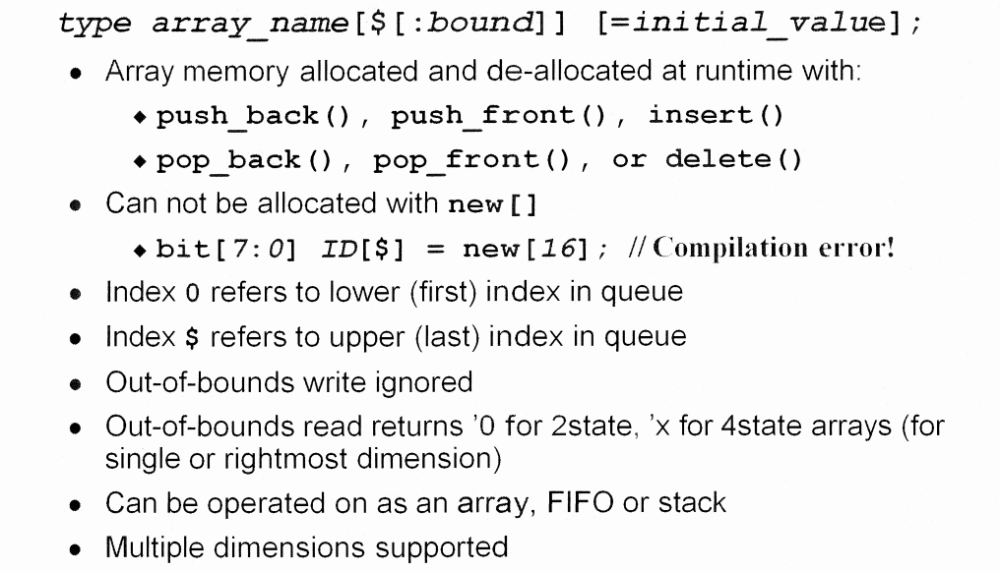 type array_name[$[:bound]] [=initial_value];
• Array memory allocated and de-allocated at runtime with:
◆ push_back(), push_front(), insert()
◆ pop_back(), pop_front(), or delete()
• Can not be allocated with new[]
◆ bit[7:0] ID[$] = new[16]; // Compilation error!
• Index 0 refers to lower (first) index in queue
• Index $ refers to upper (last) index in queue
• Out-of-bounds write ignored
• Out-of-bounds read returns '0 for 2state, 'x for 4state arrays (for
single or rightmost dimension)
• Can be operated on as an array, FIFO or stack
• Multiple dimensions supported